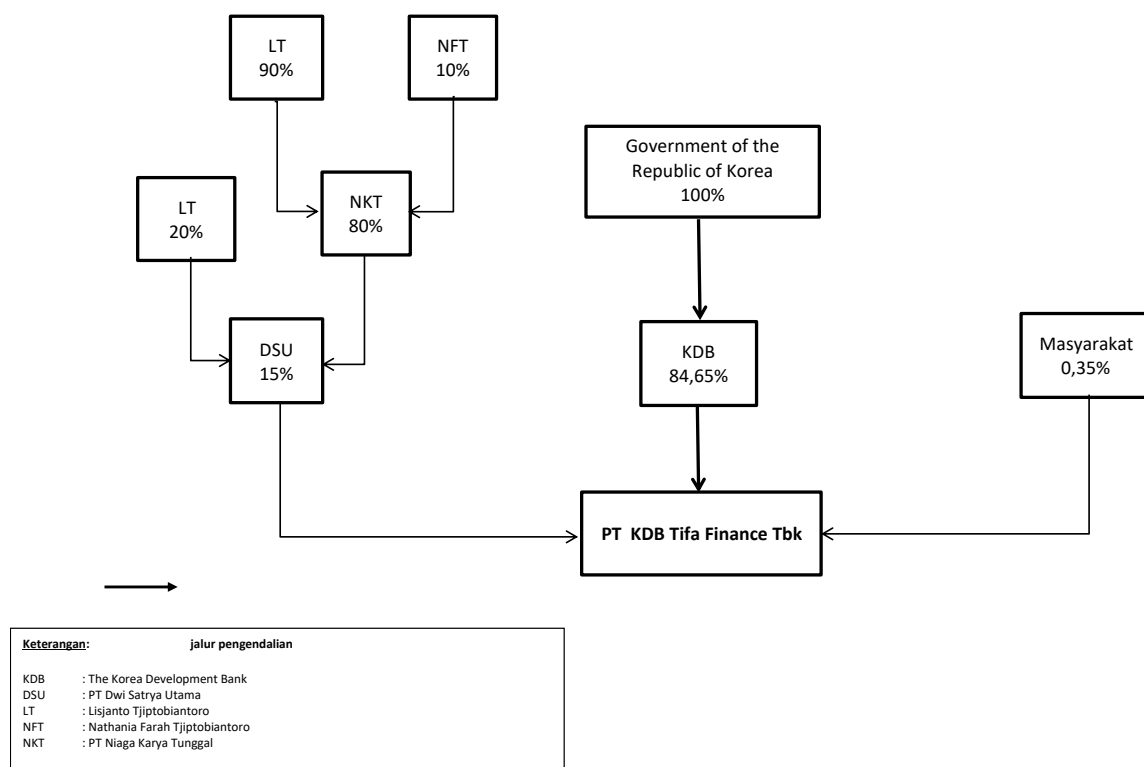 LT
90%
NFT
10%
Government of the
Republic of Korea
100%
LT
20%
NKT
80%
DSU
15%
KDB
84,65%
Masyarakat
0,35%
PT KDB Tifa Finance Tbk
Keterangan: jalur pengendalian
KDB : The Korea Development Bank
DSU : PT Dwi Satrya Utama
LT : Lisjanto Tjiptobiantoro
NFT : Nathania Farah Tjiptobiantoro
NKT : PT Niaga Karya Tunggal